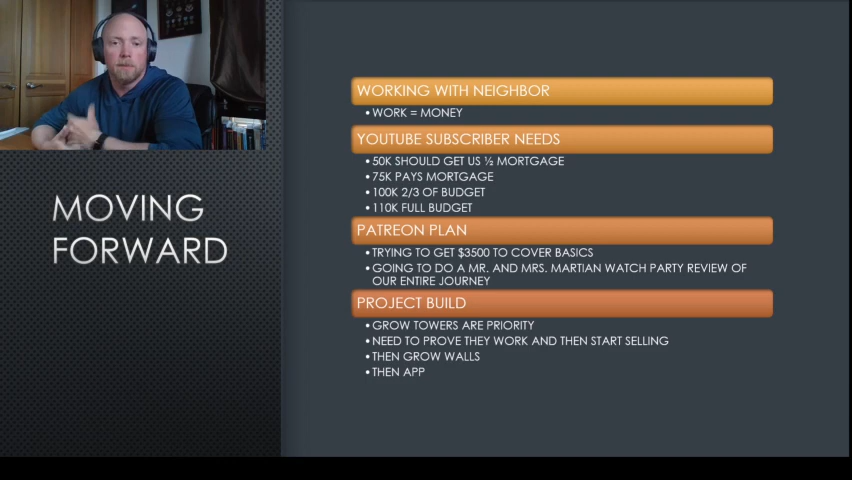 MOVING
FORWARD
WORKING WITH NEIGHBOR
• WORK = MONEY
YOUTUBE SUBSCRIBER NEEDS
• 50K SHOULD GET US ½ MORTGAGE
• 75K PAYS MORTGAGE
• 100K 2/3 OF BUDGET
• 110K FULL BUDGET
PATREON PLAN
• TRYING TO GET $3500 TO COVER BASICS
• GOING TO DO A MR. AND MRS. MARTIAN WATCH PARTY REVIEW OF
OUR ENTIRE JOURNEY
PROJECT BUILD
• GROW TOWERS ARE PRIORITY
• NEED TO PROVE THEY WORK AND THEN START SELLING
• THEN GROW WALLS
• THEN APP